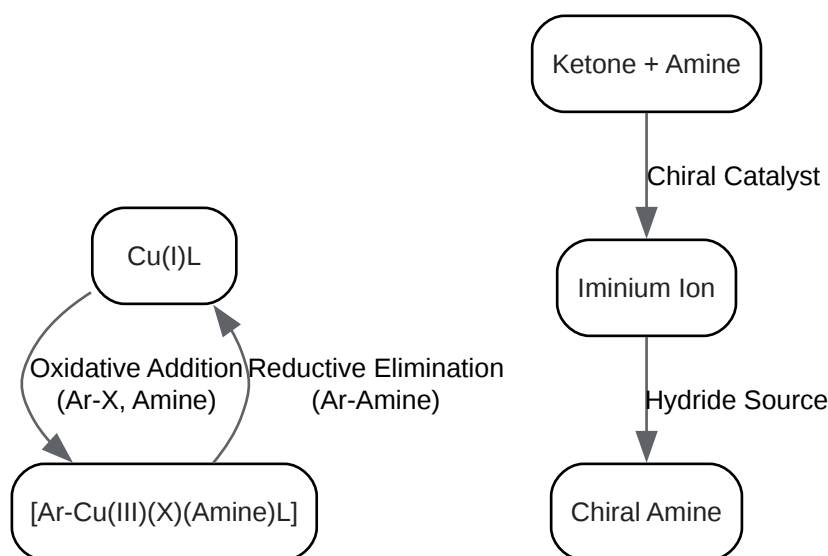 Ketone + Amine
Chiral Catalyst
Cu(I)L
Iminium Ion
Oxidative Addition
(Ar-X, Amine)
Reductive Elimination
(Ar-Amine)
Hydride Source
[Ar-Cu(III)(X)(Amine)L]
Chiral Amine